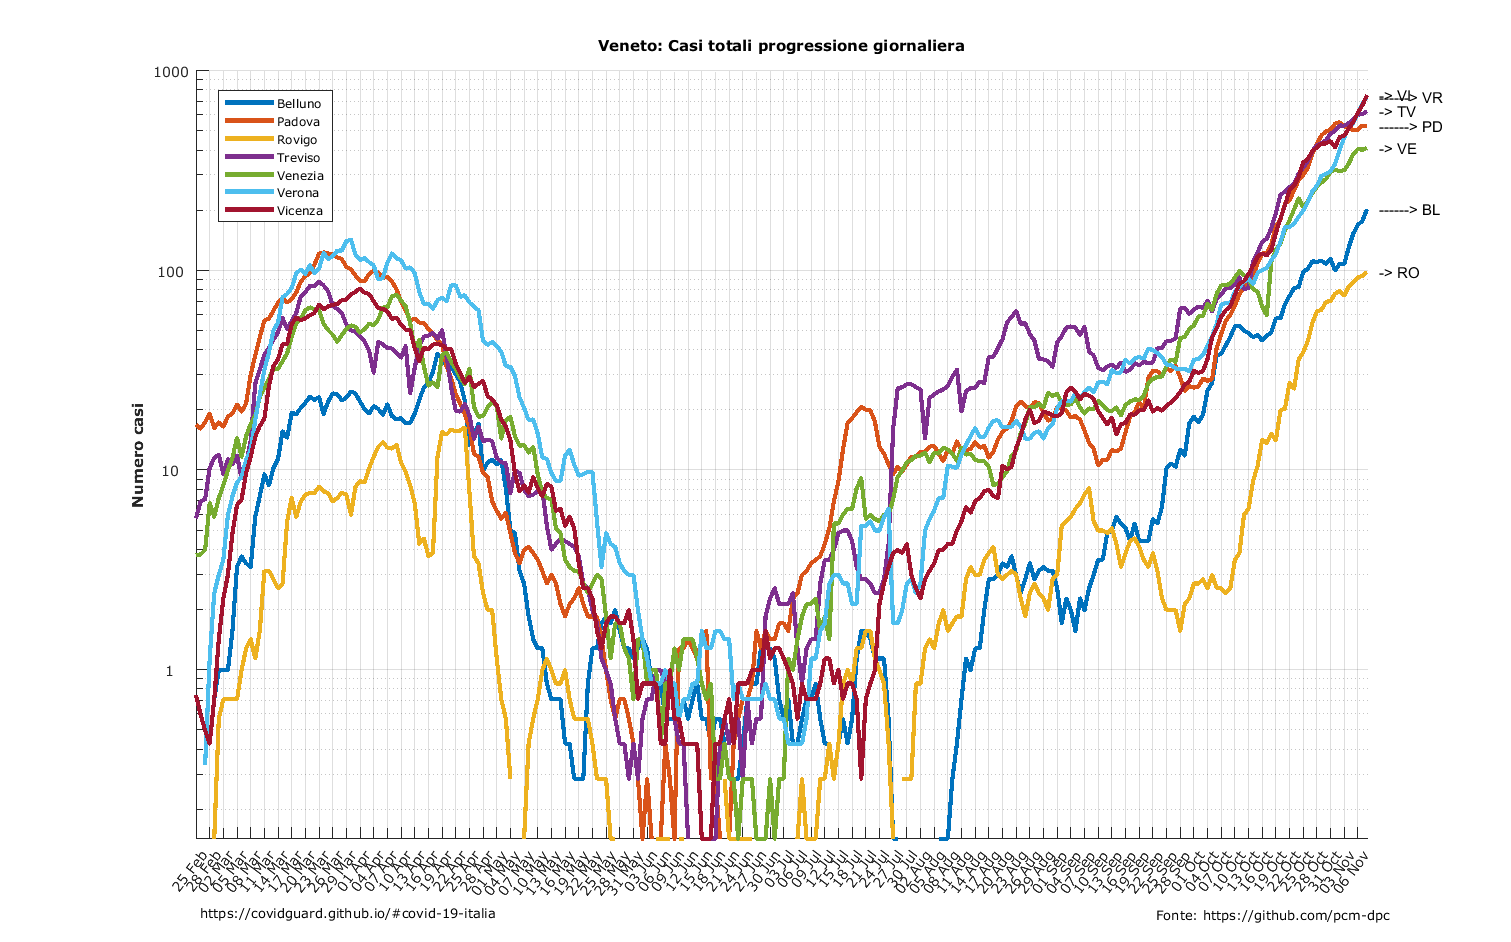 Veneto: Casi totali progressione giornaliera
1000
100
10
1
Numero casi
Belluno
Padova
Rovigo
Treviso
Venezia
Verona
Vicenza
-> VI
------> VR
-> TV
------> PD
-> VE
------> BL
-> RO
25 Feb
28 Feb
02 Mar
05 Mar
08 Mar
11 Mar
14 Mar
17 Mar
20 Mar
23 Mar
26 Mar
29 Mar
01 Apr
04 Apr
07 Apr
10 Apr
13 Apr
16 Apr
19 Apr
22 Apr
25 Apr
28 Apr
01 May
04 May
07 May
10 May
13 May
16 May
19 May
22 May
25 May
28 May
31 May
03 Jun
06 Jun
09 Jun
12 Jun
15 Jun
18 Jun
21 Jun
24 Jun
27 Jun
30 Jun
03 Jul
06 Jul
09 Jul
12 Jul
15 Jul
18 Jul
21 Jul
24 Jul
27 Jul
30 Jul
02 Aug
05 Aug
08 Aug
11 Aug
14 Aug
17 Aug
20 Aug
23 Aug
26 Aug
29 Aug
01 Sep
04 Sep
07 Sep
10 Sep
13 Sep
16 Sep
19 Sep
22 Sep
25 Sep
28 Sep
01 Oct
04 Oct
07 Oct
10 Oct
13 Oct
16 Oct
19 Oct
22 Oct
25 Oct
28 Oct
31 Oct
03 Nov
06 Nov
https://covidguard.github.io/#covid-19-italia
Fonte: https://github.com/pcm-dpc